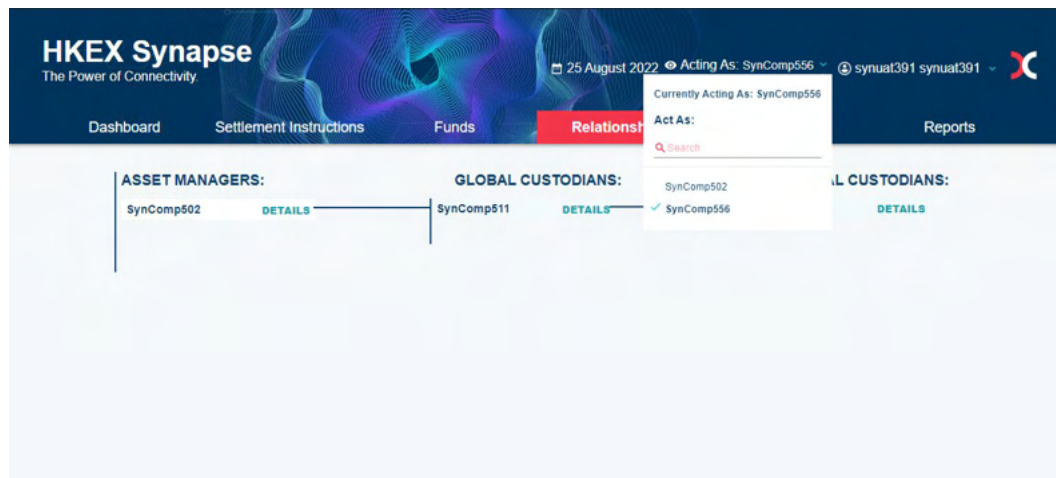 HKEX Synapse
The Power of Connectivity.
25 August 2022 Acting As: SynComp556 synuat391 synuat391
Currently Acting As: SynComp556
Act As:
Search
SynComp502
SynComp556
Dashboard Settlement Instructions Funds Relationsh Reports
ASSET MANAGERS: GLOBAL CUSTODIANS: L CUSTODIANS:
SynComp502 DETAILS SynComp511 DETAILS DETAILS